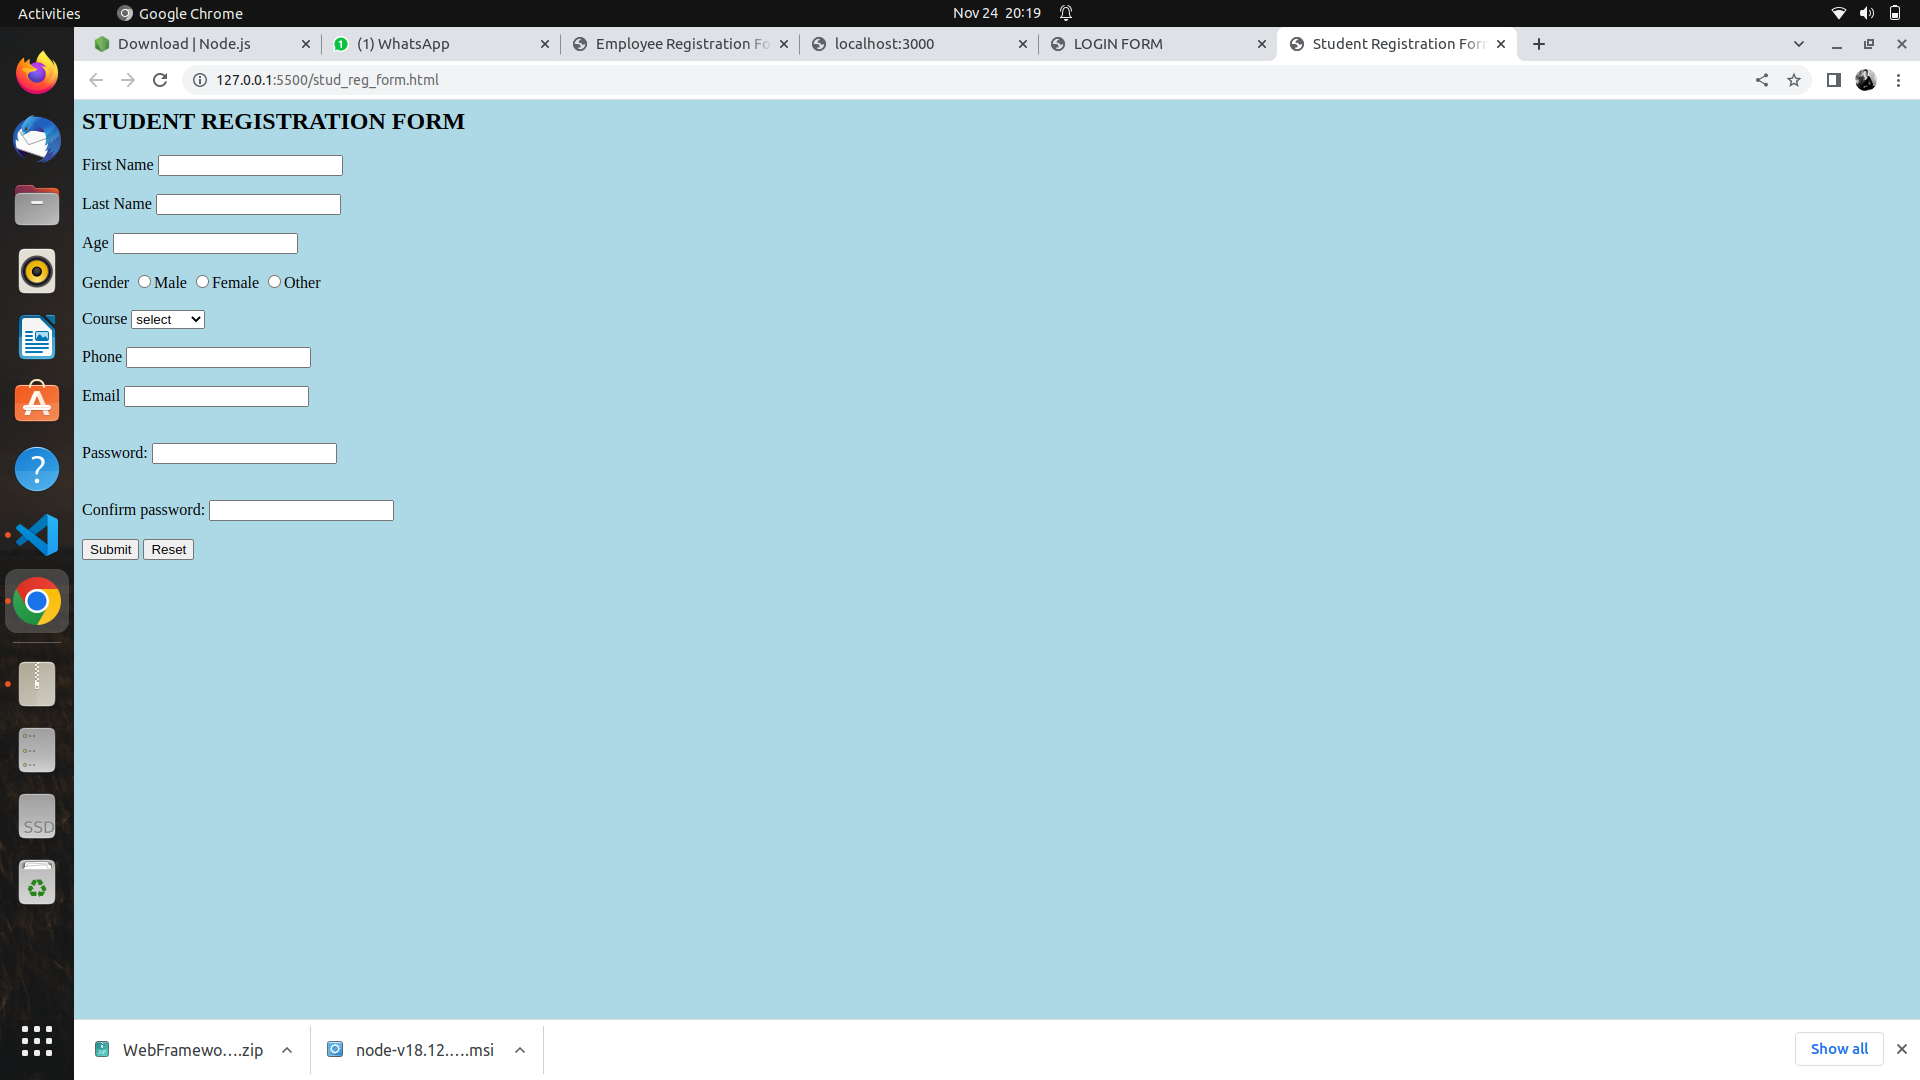 Activities Google Chrome Nov 24 20:19
Download | Node.js (1) WhatsApp Employee Registration Fo localhost:3000 LOGIN FORM Student Registration For
127.0.0.1:5500/stud_reg_form.html
STUDENT REGISTRATION FORM
First Name
Last Name
Age
Gender Male Female Other
Course select
Phone
Email
Password:
Confirm password:
Submit Reset
SSD
WebFramewo....zip node-v18.12.....msi Show all